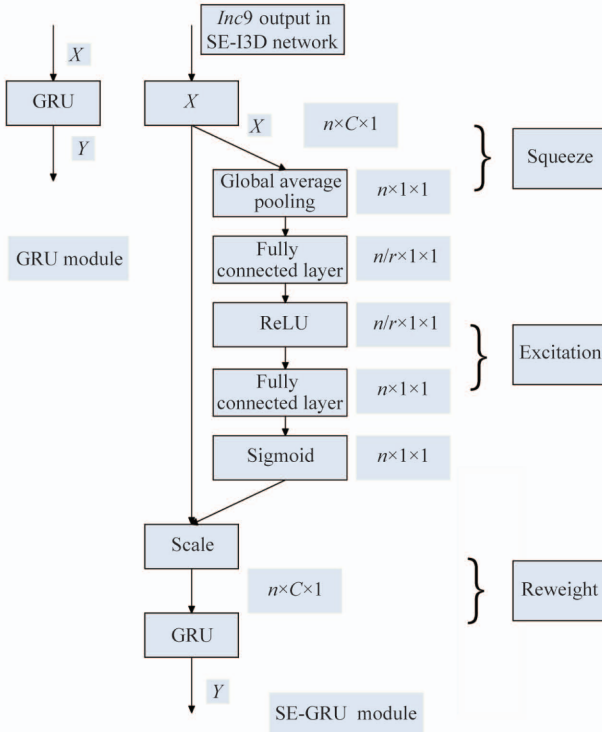 Inc9 output in
SE-I3D network
X
GRU
Y
GRU module
X
X
n×C×1
Squeeze
Global average
pooling
n×1×1
Fully
connected layer
n/r×1×1
ReLU
n/r×1×1
Excitation
Fully
connected layer
n×1×1
Sigmoid
n×1×1
Scale
n×C×1
Reweight
GRU
Y
SE-GRU module